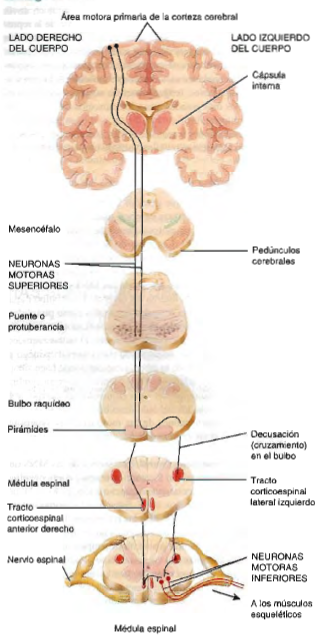 Área motora primaria de la corteza cerebral
LADO DERECHO
DEL CUERPO
LADO IZQUIERDO
DEL CUERPO
Cápsula
interna
Mesencéfalo
Pedúnculos
cerebrales
NEURONAS
MOTORAS
SUPERIORES
Puente o
protuberancia
Bulbo raquídeo
Pirámides
Decusación
(cruzamiento)
en el bulbo
Médula espinal
Tracto
corticoespinal
lateral izquierdo
Tracto
corticoespinal
anterior derecho
Nervio espinal
NEURONAS
MOTORAS
INFERIORES
A los músculos
esqueléticos
Médula espinal